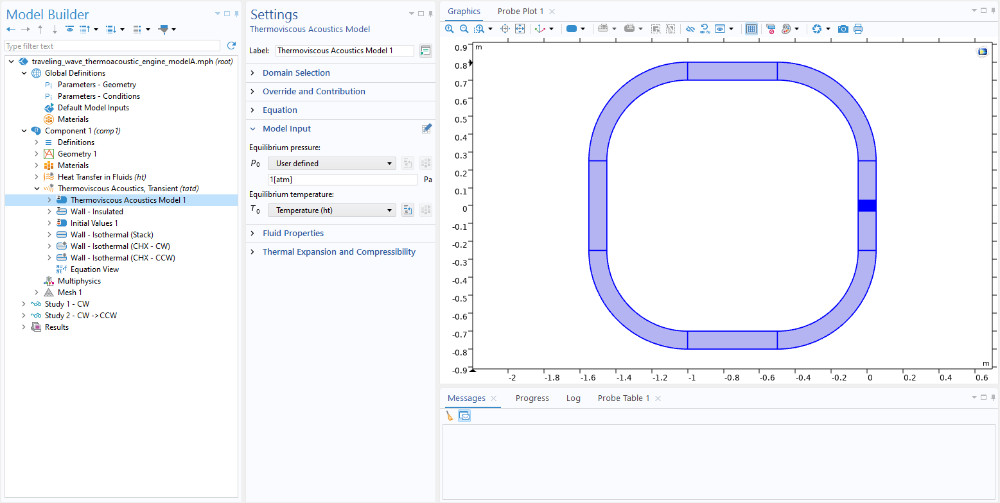 Model Builder
Type filter text
traveling_wave_thermoacoustic_engine_modelA.mph (root)
Global Definitions
Pi Parameters - Geometry
Pi Parameters - Conditions
Default Model Inputs
Materials
Component 1 (comp1)
Definitions
Geometry 1
Materials
Heat Transfer in Fluids (ht)
Thermoviscous Acoustics, Transient (tatd)
Thermoviscous Acoustics Model 1
Wall - Insulated
Initial Values 1
Wall - Isothermal (Stack)
Wall - Isothermal (CHX - CW)
Wall - Isothermal (CHX - CCW)
Equation View
Multiphysics
Mesh 1
Study 1 - CW
Study 2 - CW ->CCW
Results
Settings
Thermoviscous Acoustics Model
Label: Thermoviscous Acoustics Model 1
Domain Selection
Override and Contribution
Equation
Model Input
Equilibrium pressure:
p0 User defined
1[atm] Pa
Equilibrium temperature:
T0 Temperature (ht)
Fluid Properties
Thermal Expansion and Compressibility
Graphics Probe Plot 1
m
0.9
0.8
0.7
0.6
0.5
0.4
0.3
0.2
0.1
0
-0.1
-0.2
-0.3
-0.4
-0.5
-0.6
-0.7
-0.8
-0.9
m
-2 -1.8 -1.6 -1.4 -1.2 -1 -0.8 -0.6 -0.4 -0.2 0 0.2 0.4 0.6
Messages Progress Log Probe Table 1